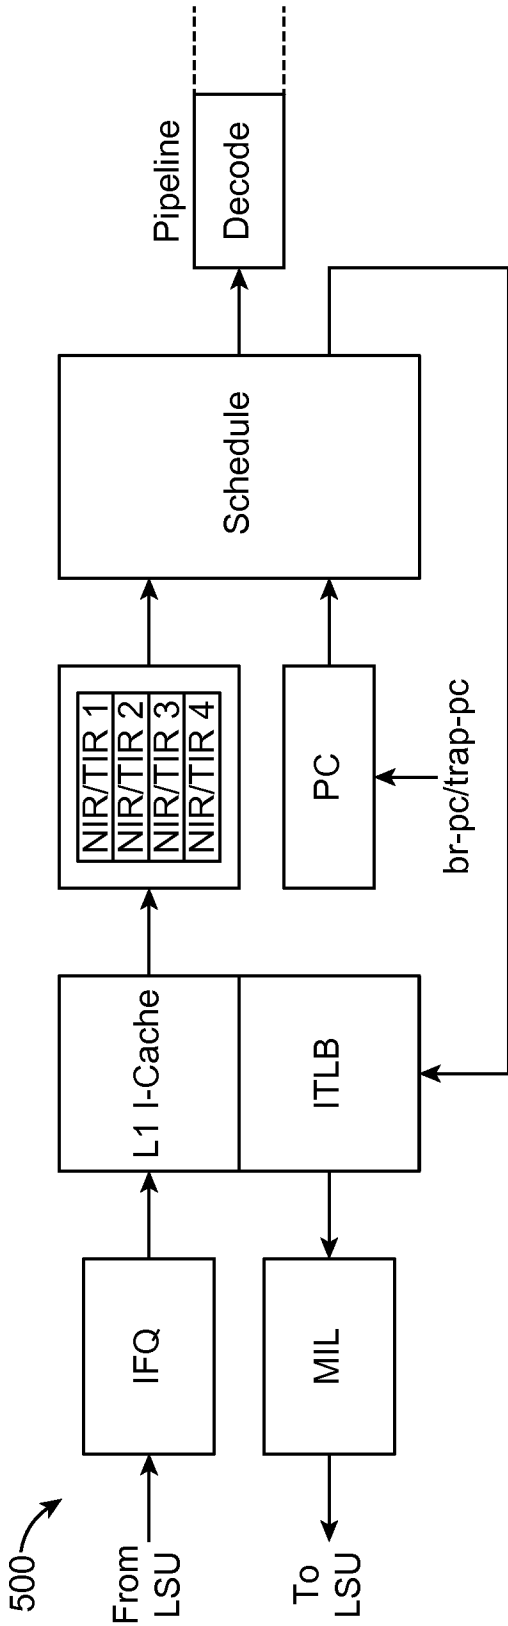 500
From
LSU
IFQ
L1 I-Cache
NIR/TIR 1
NIR/TIR 2
NIR/TIR 3
NIR/TIR 4
Schedule
Pipeline
Decode
To
LSU
MIL
ITLB
PC
br-pc/trap-pc